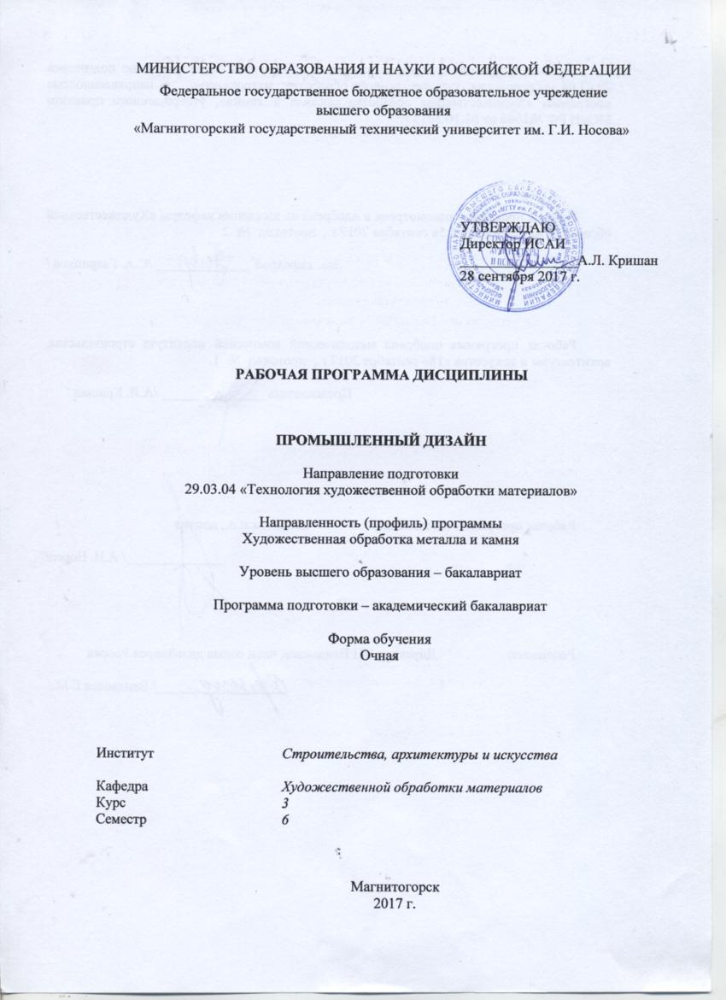 МИНИСТЕРСТВО ОБРАЗОВАНИЯ И НАУКИ РОССИЙСКОЙ ФЕДЕРАЦИИ
Федеральное государственное бюджетное образовательное учреждение
высшего образования
«Магнитогорский государственный технический университет им. Г.И. Носова»
УТВЕРЖДАЮ
Директор ИСАИ
А.Л. Кришан
28 сентября 2017 г.
РАБОЧАЯ ПРОГРАММА ДИСЦИПЛИНЫ
ПРОМЫШЛЕННЫЙ ДИЗАЙН
Направление подготовки
29.03.04 «Технология художественной обработки материалов»
Направленность (профиль) программы
Художественная обработка металла и камня
Уровень высшего образования – бакалавриат
Программа подготовки – академический бакалавриат
Форма обучения
Очная
Институт Строительства, архитектуры и искусства
Кафедра Художественной обработки материалов
Курс 3
Семестр 6
Магнитогорск
2017 г.